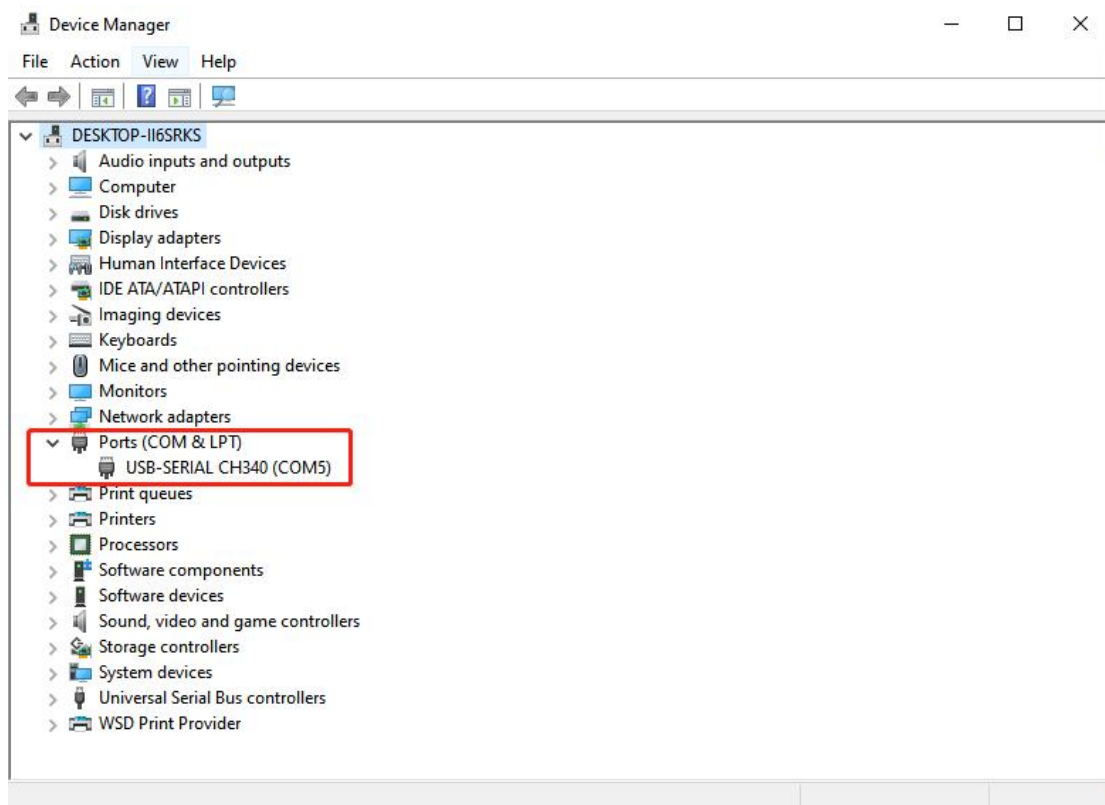 Device Manager
File Action View Help
DESKTOP-II6SRKS
Audio inputs and outputs
Computer
Disk drives
Display adapters
Human Interface Devices
IDE ATA/ATAPI controllers
Imaging devices
Keyboards
Mice and other pointing devices
Monitors
Network adapters
Ports (COM & LPT)
USB-SERIAL CH340 (COM5)
Print queues
Printers
Processors
Software components
Software devices
Sound, video and game controllers
Storage controllers
System devices
Universal Serial Bus controllers
WSD Print Provider